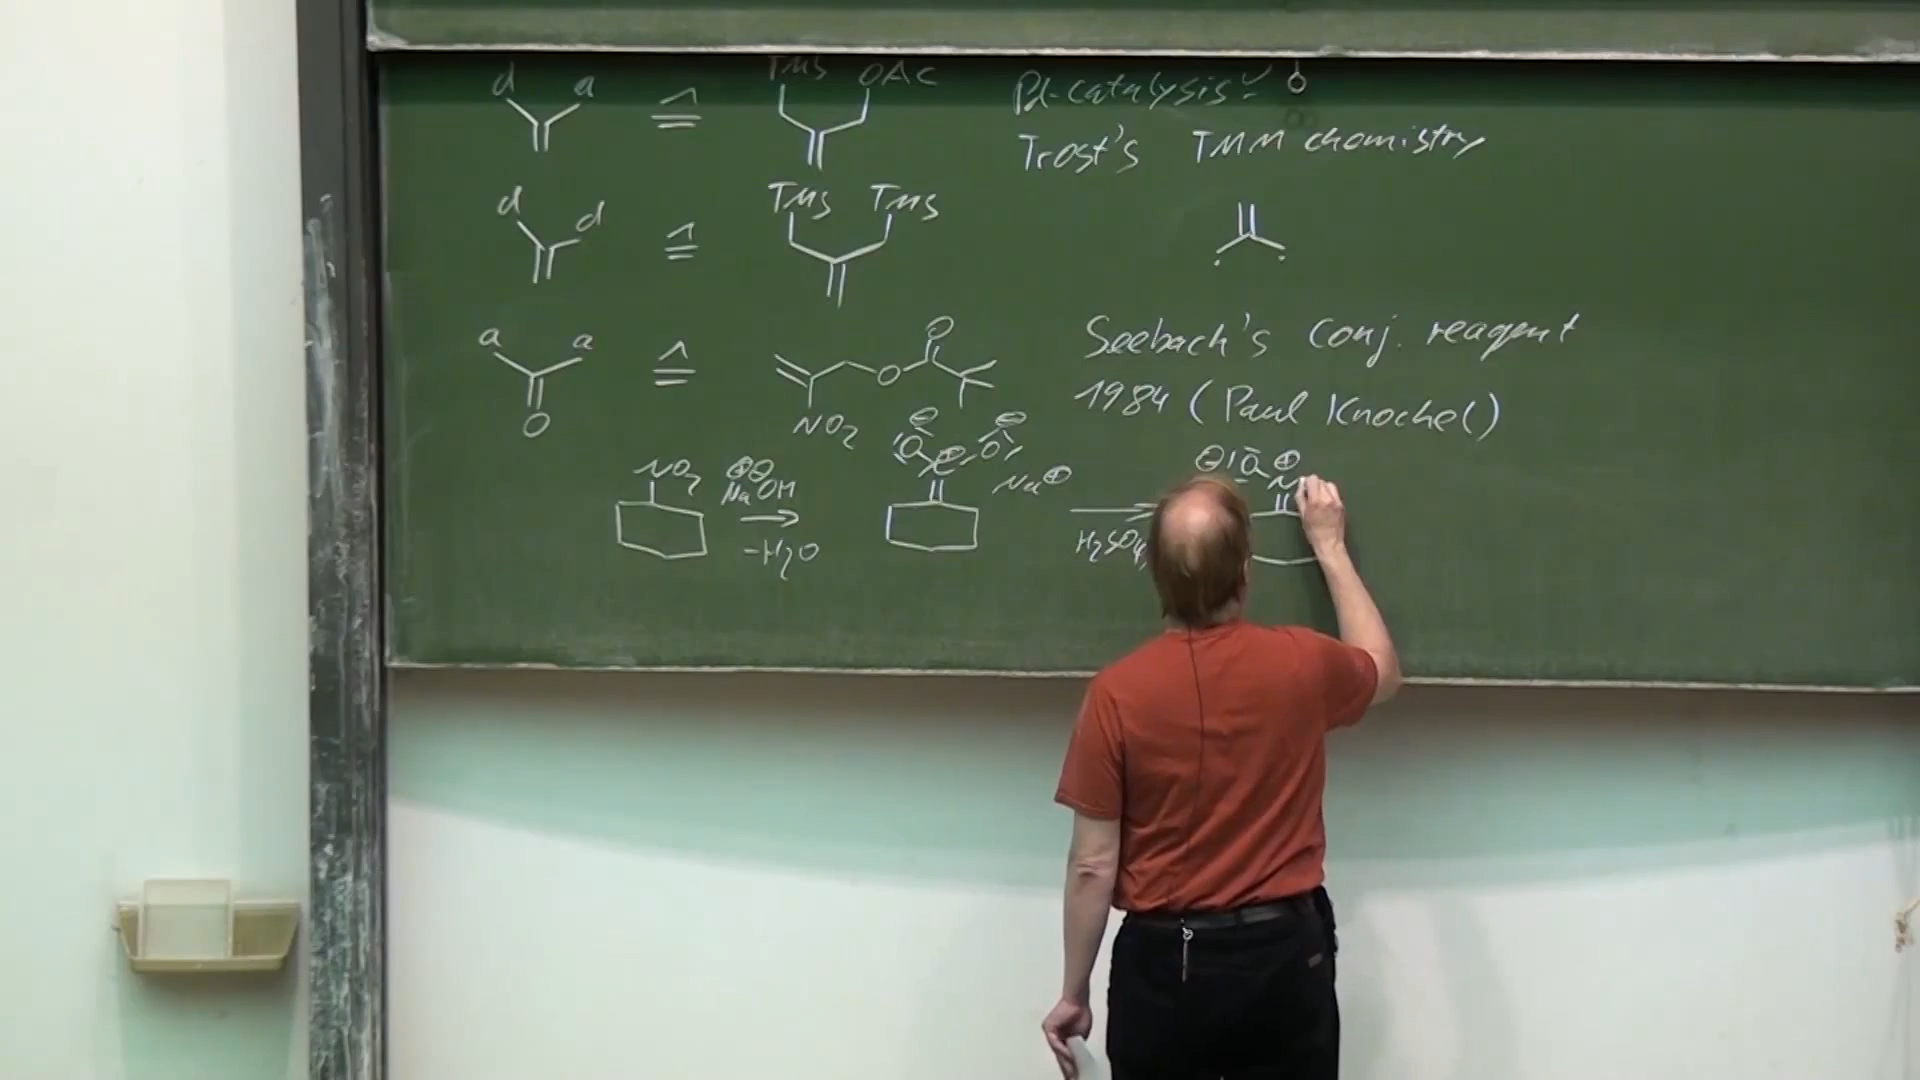 d a ≙ TMS OAc Pd-catalysis
Trost's TMM chemistry
d d ≙ TMS TMS
a a ≙ O Seebach's conj. reagent
O O
NO₂ 1984 (Paul Knochel)
NO₂ ⊕⊖ ⊖ ⊕ ⊖ ⊖ ⊕
NaOH O O Na⊕ O N
-H₂O H₂SO₄,